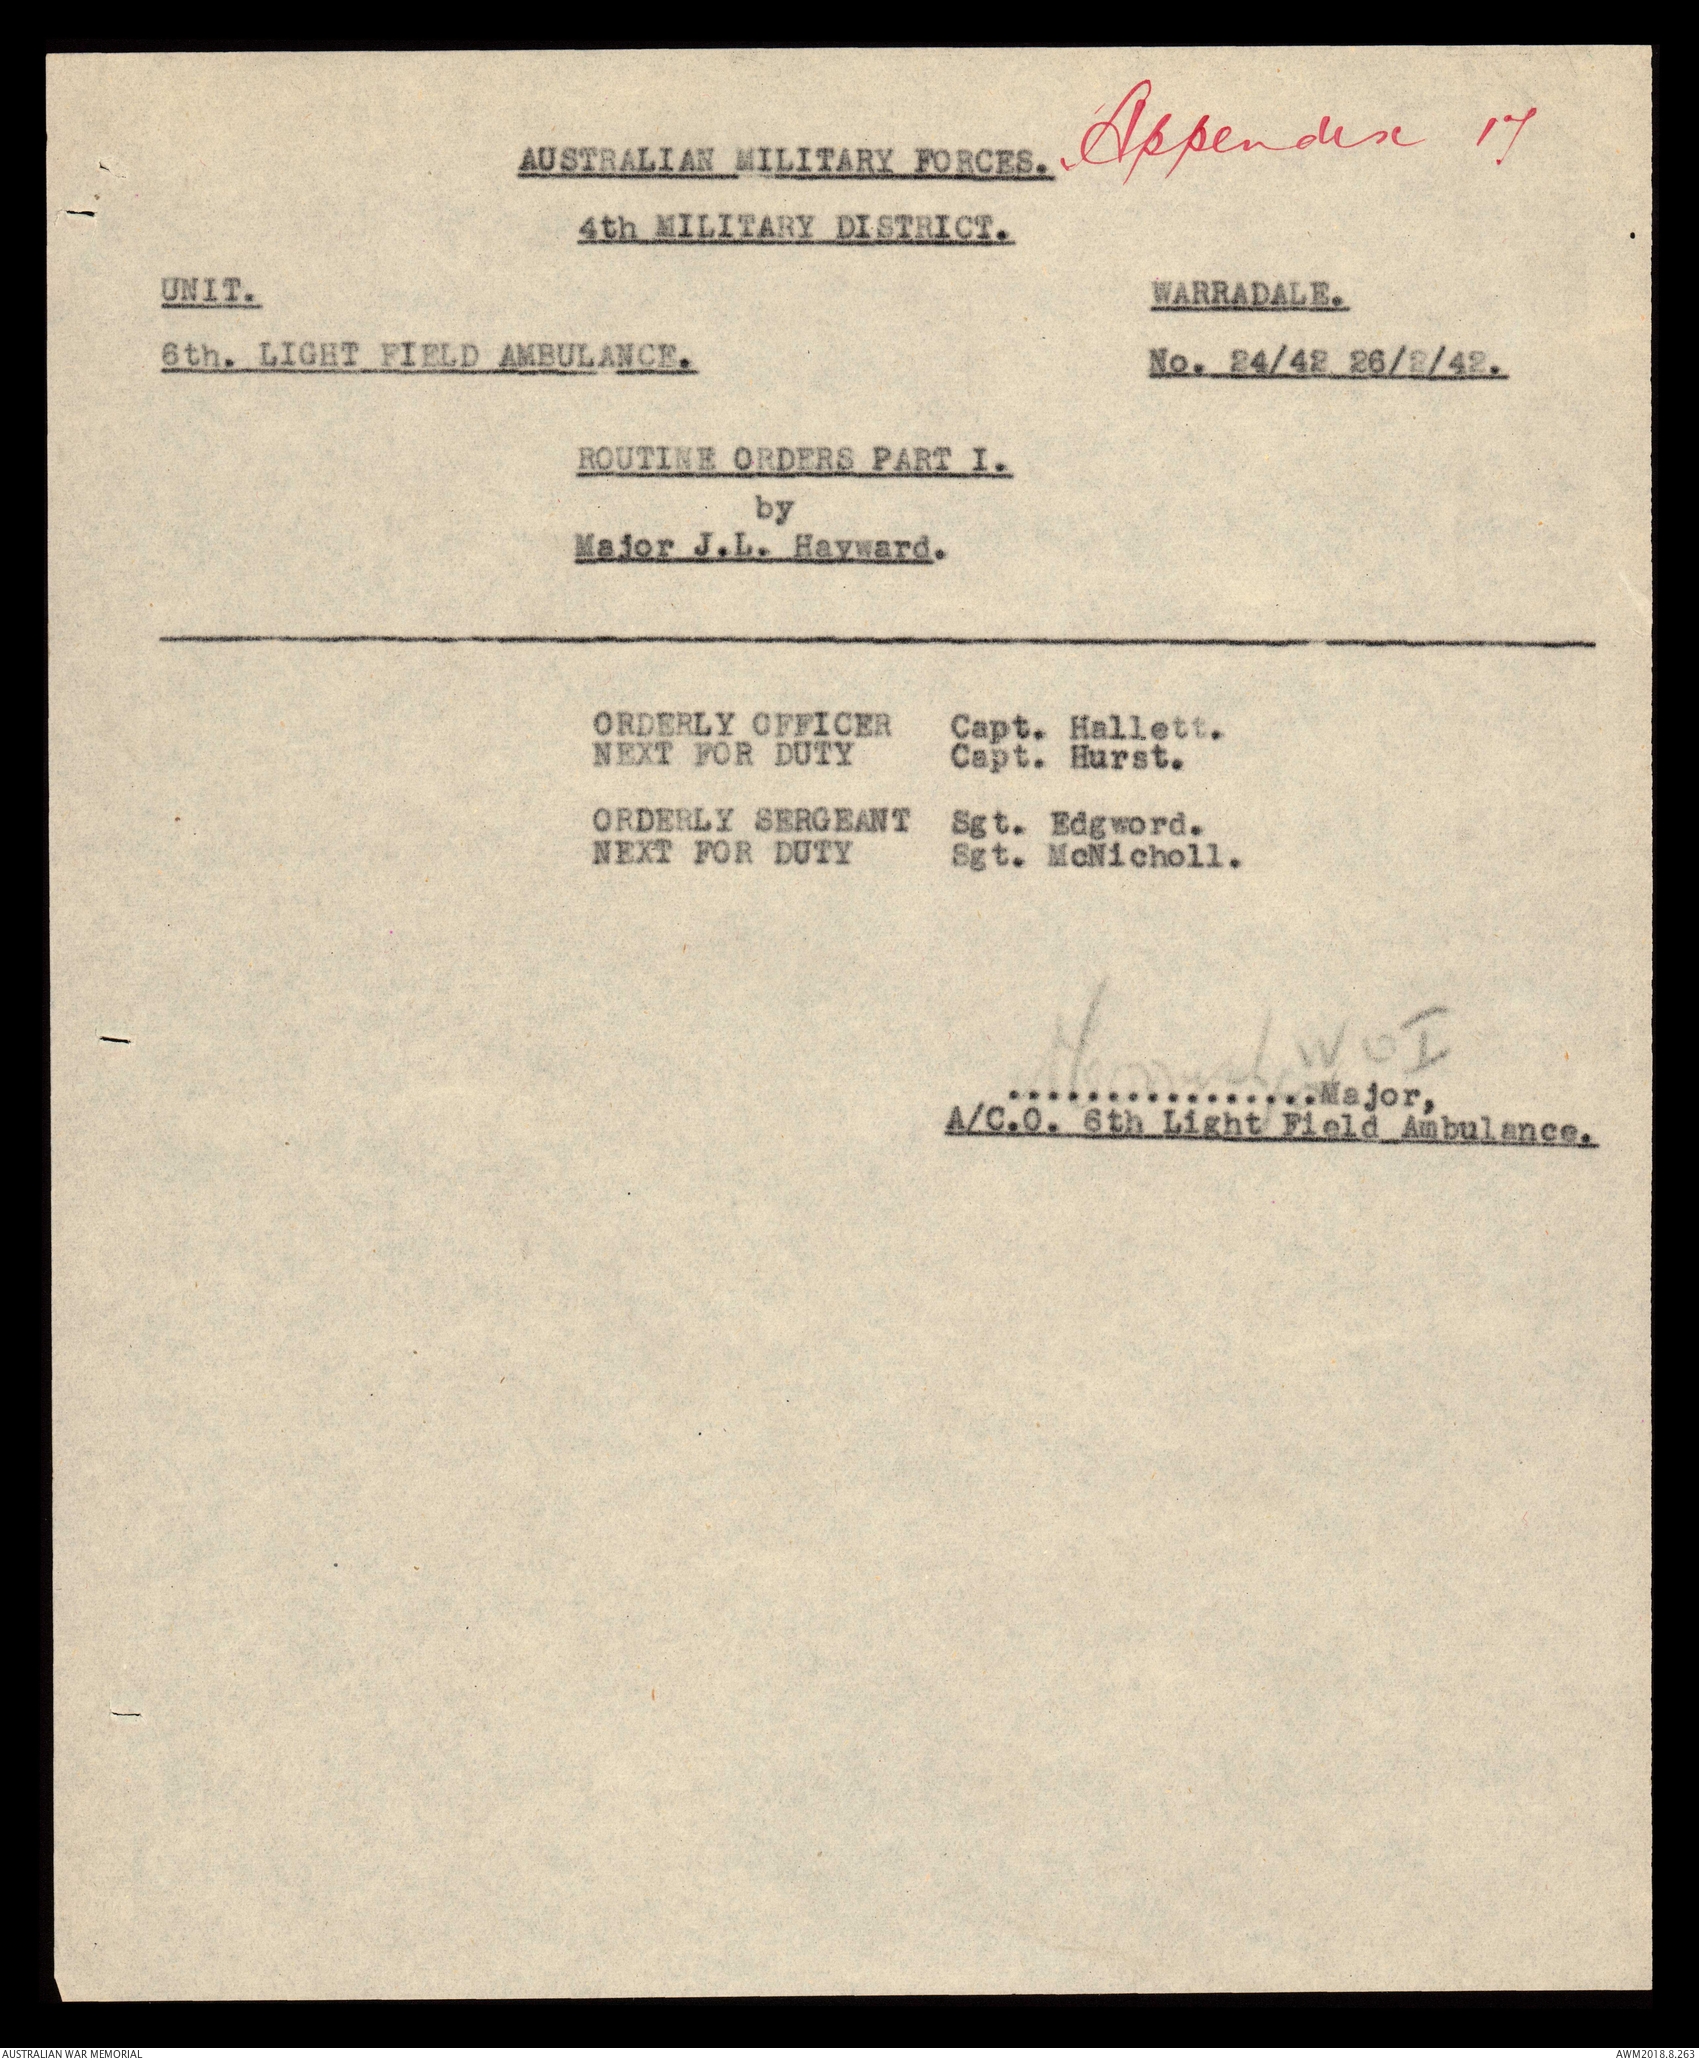 Appendix 17
AUSTRALIAN MILITARY FORCES.
4th MILITARY DISTRICT.
UNIT.
WARRADALE.
6th. LIGHT FIELD AMBULANCE.
No. 24/42 26/2/42.
ROUTINE ORDERS PART I.
by
Major J.L. Hayward.
ORDERLY OFFICER Capt. Hallett.
NEXT FOR DUTY Capt. Hurst.
ORDERLY SERGEANT Sgt. Edgword.
NEXT FOR DUTY Sgt. McNicholl.
WOI
................Major,
A/C.O. 6th Light Field Ambulance.
AUSTRALIAN WAR MEMORIAL
AWM2018.8.263